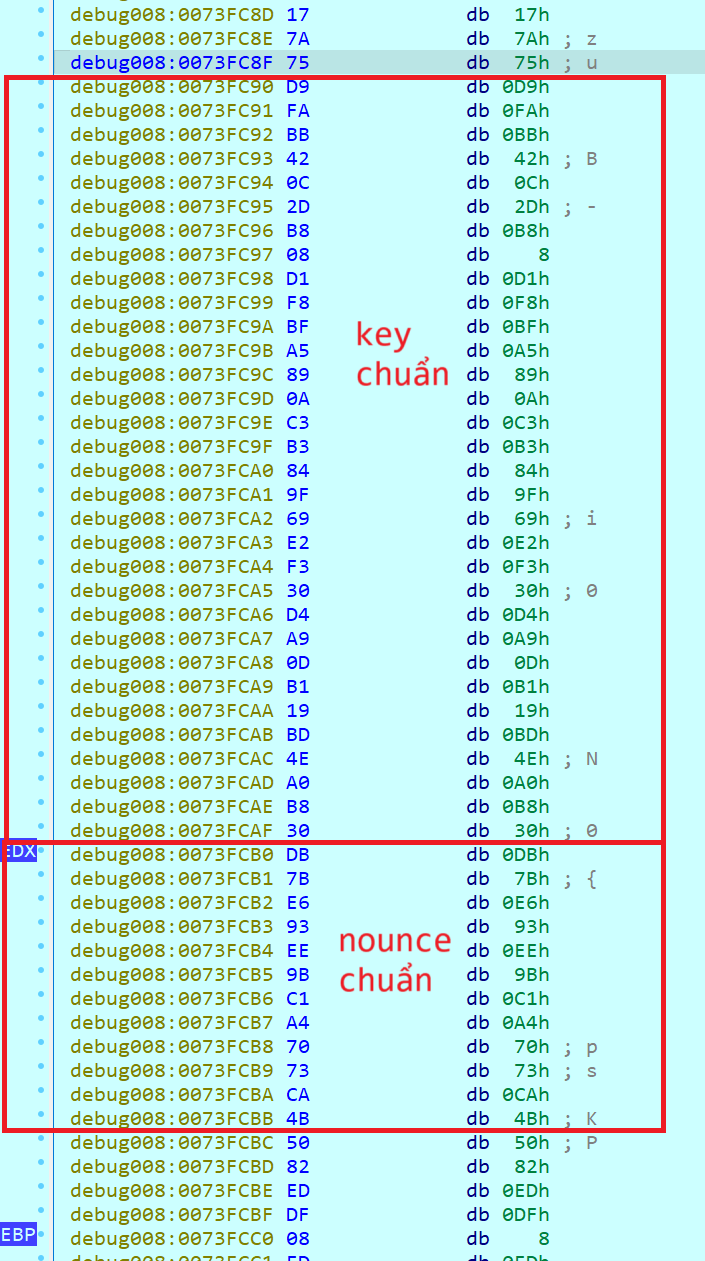 debug008:0073FC8D 17 db 17h
debug008:0073FC8E 7A db 7Ah ; z
debug008:0073FC8F 75 db 75h ; u
debug008:0073FC90 D9 db 0D9h
debug008:0073FC91 FA db 0FAh
debug008:0073FC92 BB db 0BBh
debug008:0073FC93 42 db 42h ; B
debug008:0073FC94 0C db 0Ch
debug008:0073FC95 2D db 2Dh ; -
debug008:0073FC96 B8 db 0B8h
debug008:0073FC97 08 db 8
debug008:0073FC98 D1 db 0D1h
debug008:0073FC99 F8 db 0F8h
debug008:0073FC9A BF db 0BFh
debug008:0073FC9B A5 db 0A5h
debug008:0073FC9C 89 db 89h
debug008:0073FC9D 0A db 0Ah
debug008:0073FC9E C3 db 0C3h
debug008:0073FC9F B3 db 0B3h
key
chuẩn
debug008:0073FCA0 84 db 84h
debug008:0073FCA1 9F db 9Fh
debug008:0073FCA2 69 db 69h ; i
debug008:0073FCA3 E2 db 0E2h
debug008:0073FCA4 F3 db 0F3h
debug008:0073FCA5 30 db 30h ; 0
debug008:0073FCA6 D4 db 0D4h
debug008:0073FCA7 A9 db 0A9h
debug008:0073FCA8 0D db 0Dh
debug008:0073FCA9 B1 db 0B1h
debug008:0073FCAA 19 db 19h
debug008:0073FCAB BD db 0BDh
debug008:0073FCAC 4E db 4Eh ; N
debug008:0073FCAD A0 db 0A0h
debug008:0073FCAE B8 db 0B8h
debug008:0073FCAF 30 db 30h ; 0
EDX debug008:0073FCB0 DB db 0DBh
debug008:0073FCB1 7B db 7Bh ; {
debug008:0073FCB2 E6 db 0E6h
debug008:0073FCB3 93 db 93h
debug008:0073FCB4 EE db 0EEh
debug008:0073FCB5 9B db 9Bh
debug008:0073FCB6 C1 db 0C1h
debug008:0073FCB7 A4 db 0A4h
nounce
chuẩn
debug008:0073FCB8 70 db 70h ; p
debug008:0073FCB9 73 db 73h ; s
debug008:0073FCBA CA db 0CAh
debug008:0073FCBB 4B db 4Bh ; K
debug008:0073FCBC 50 db 50h ; P
debug008:0073FCBD 82 db 82h
debug008:0073FCBE ED db 0EDh
debug008:0073FCBF DF db 0DFh
EBP debug008:0073FCC0 08 db 8